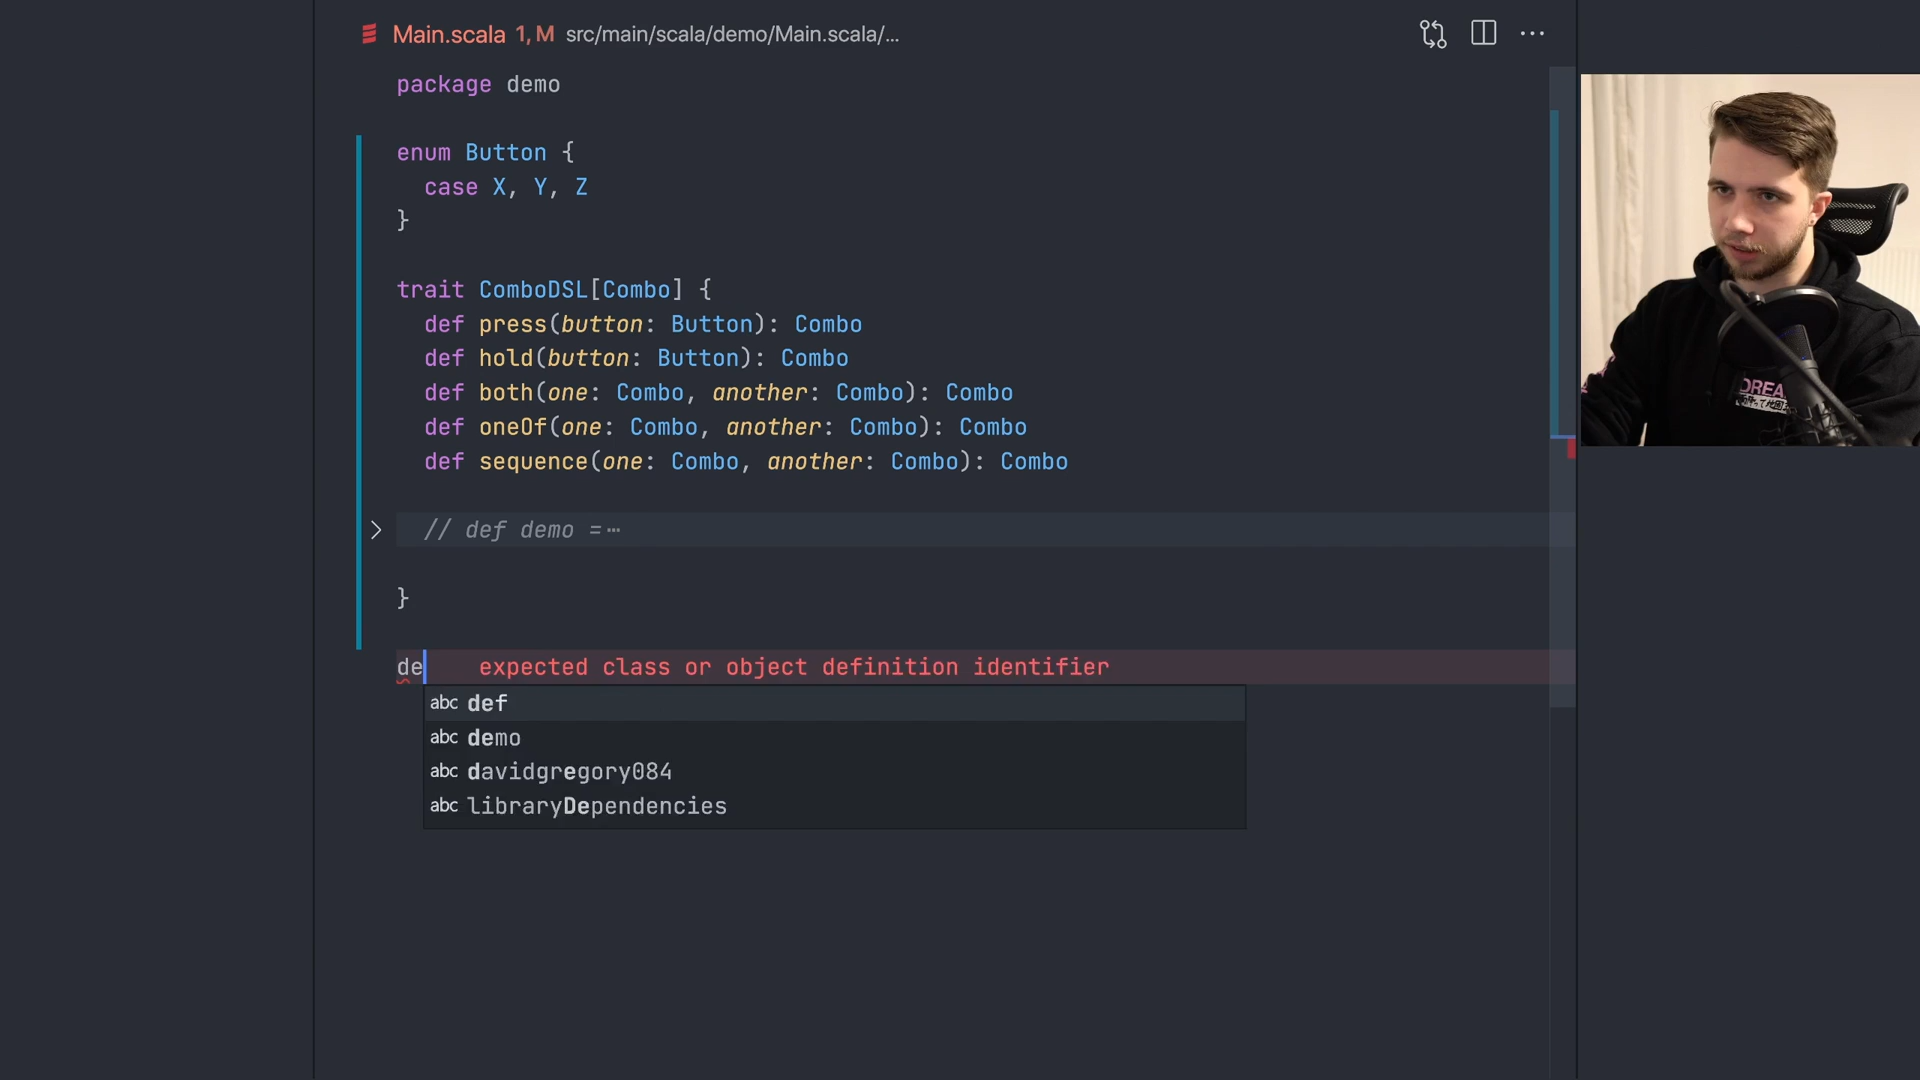 Main.scala 1, M src/main/scala/demo/Main.scala/...
package demo
enum Button {
case X, Y, Z
}
trait ComboDSL[Combo] {
def press(button: Button): Combo
def hold(button: Button): Combo
def both(one: Combo, another: Combo): Combo
def oneOf(one: Combo, another: Combo): Combo
def sequence(one: Combo, another: Combo): Combo
// def demo =⋯
}
de expected class or object definition identifier
abc def
abc demo
abc davidgregory084
abc libraryDependencies
DREA